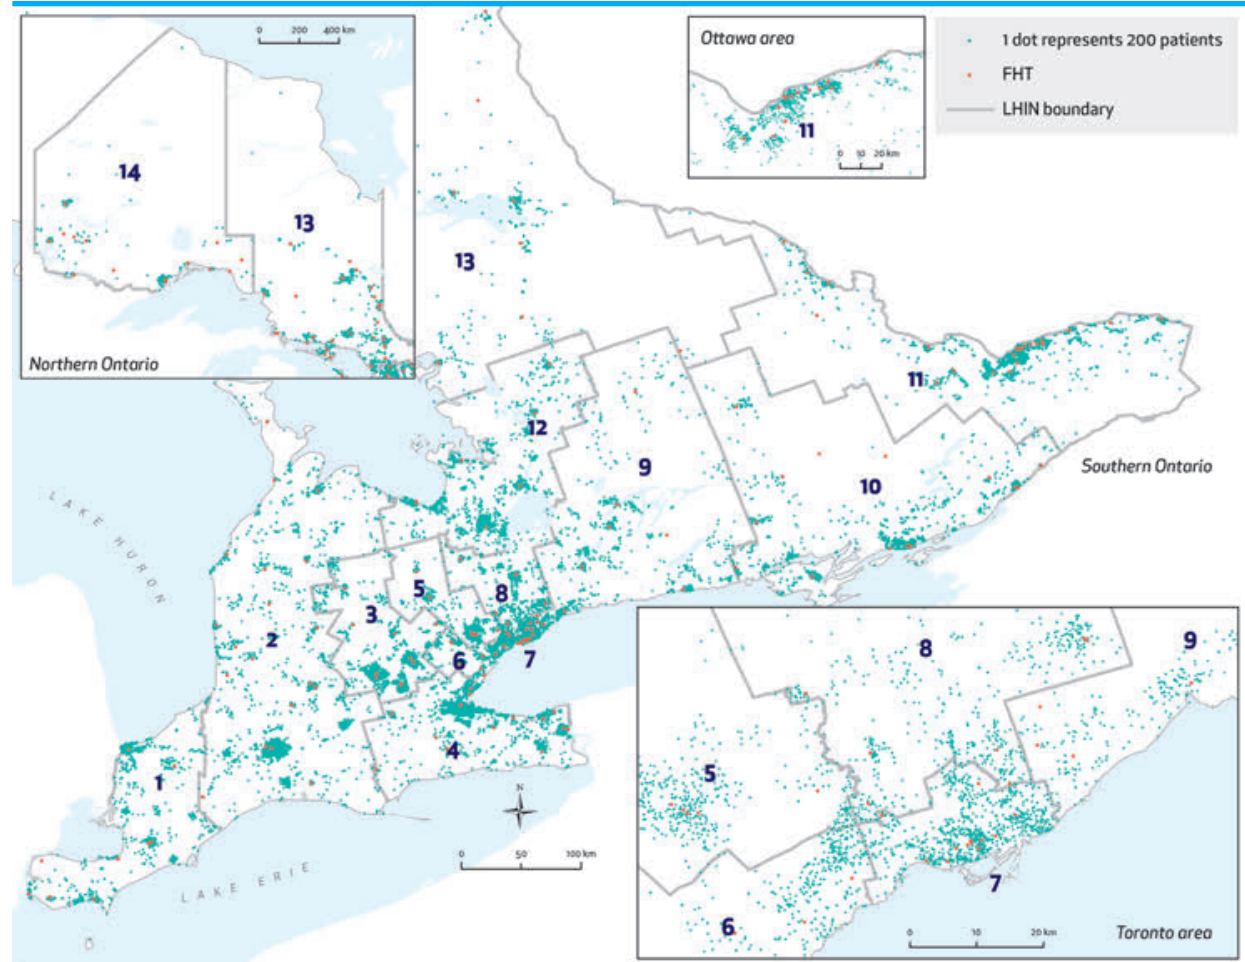 0 200 400 km
14
13
Northern Ontario
Ottawa area
11
0 10 20 km
1 dot represents 200 patients
FHT
LHIN boundary
13
12
11
9
10
Southern Ontario
LAKE HURON
5
3
8
2
6
7
4
1
N
0 50 100 km
LAKE ERIE
8
9
5
7
6
0 10 20 km
Toronto area